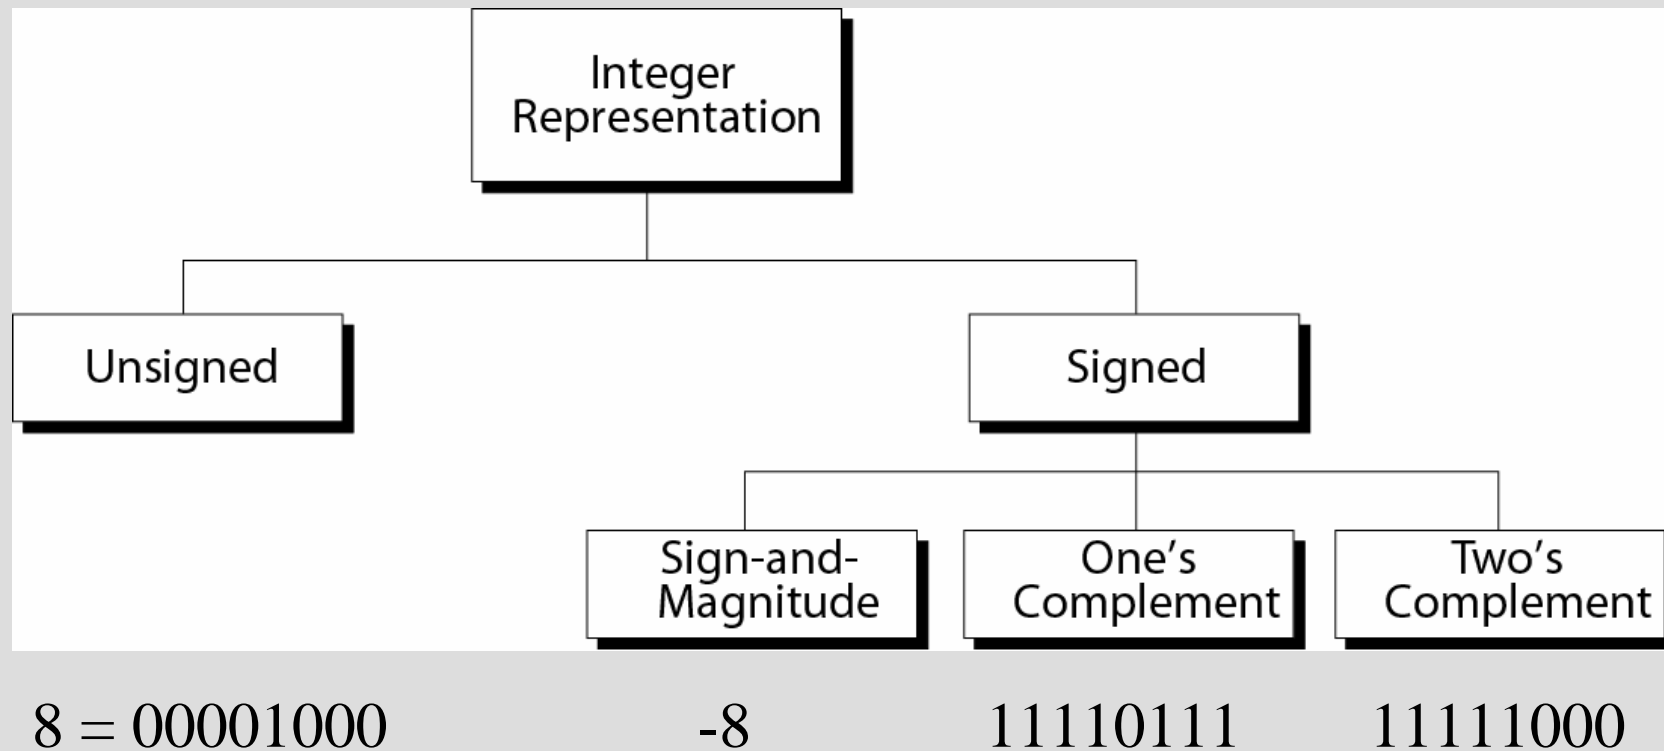 Integer
Representation
Unsigned
Signed
Sign-and-
Magnitude
One's
Complement
Two's
Complement
8 = 00001000
-8
11110111
11111000